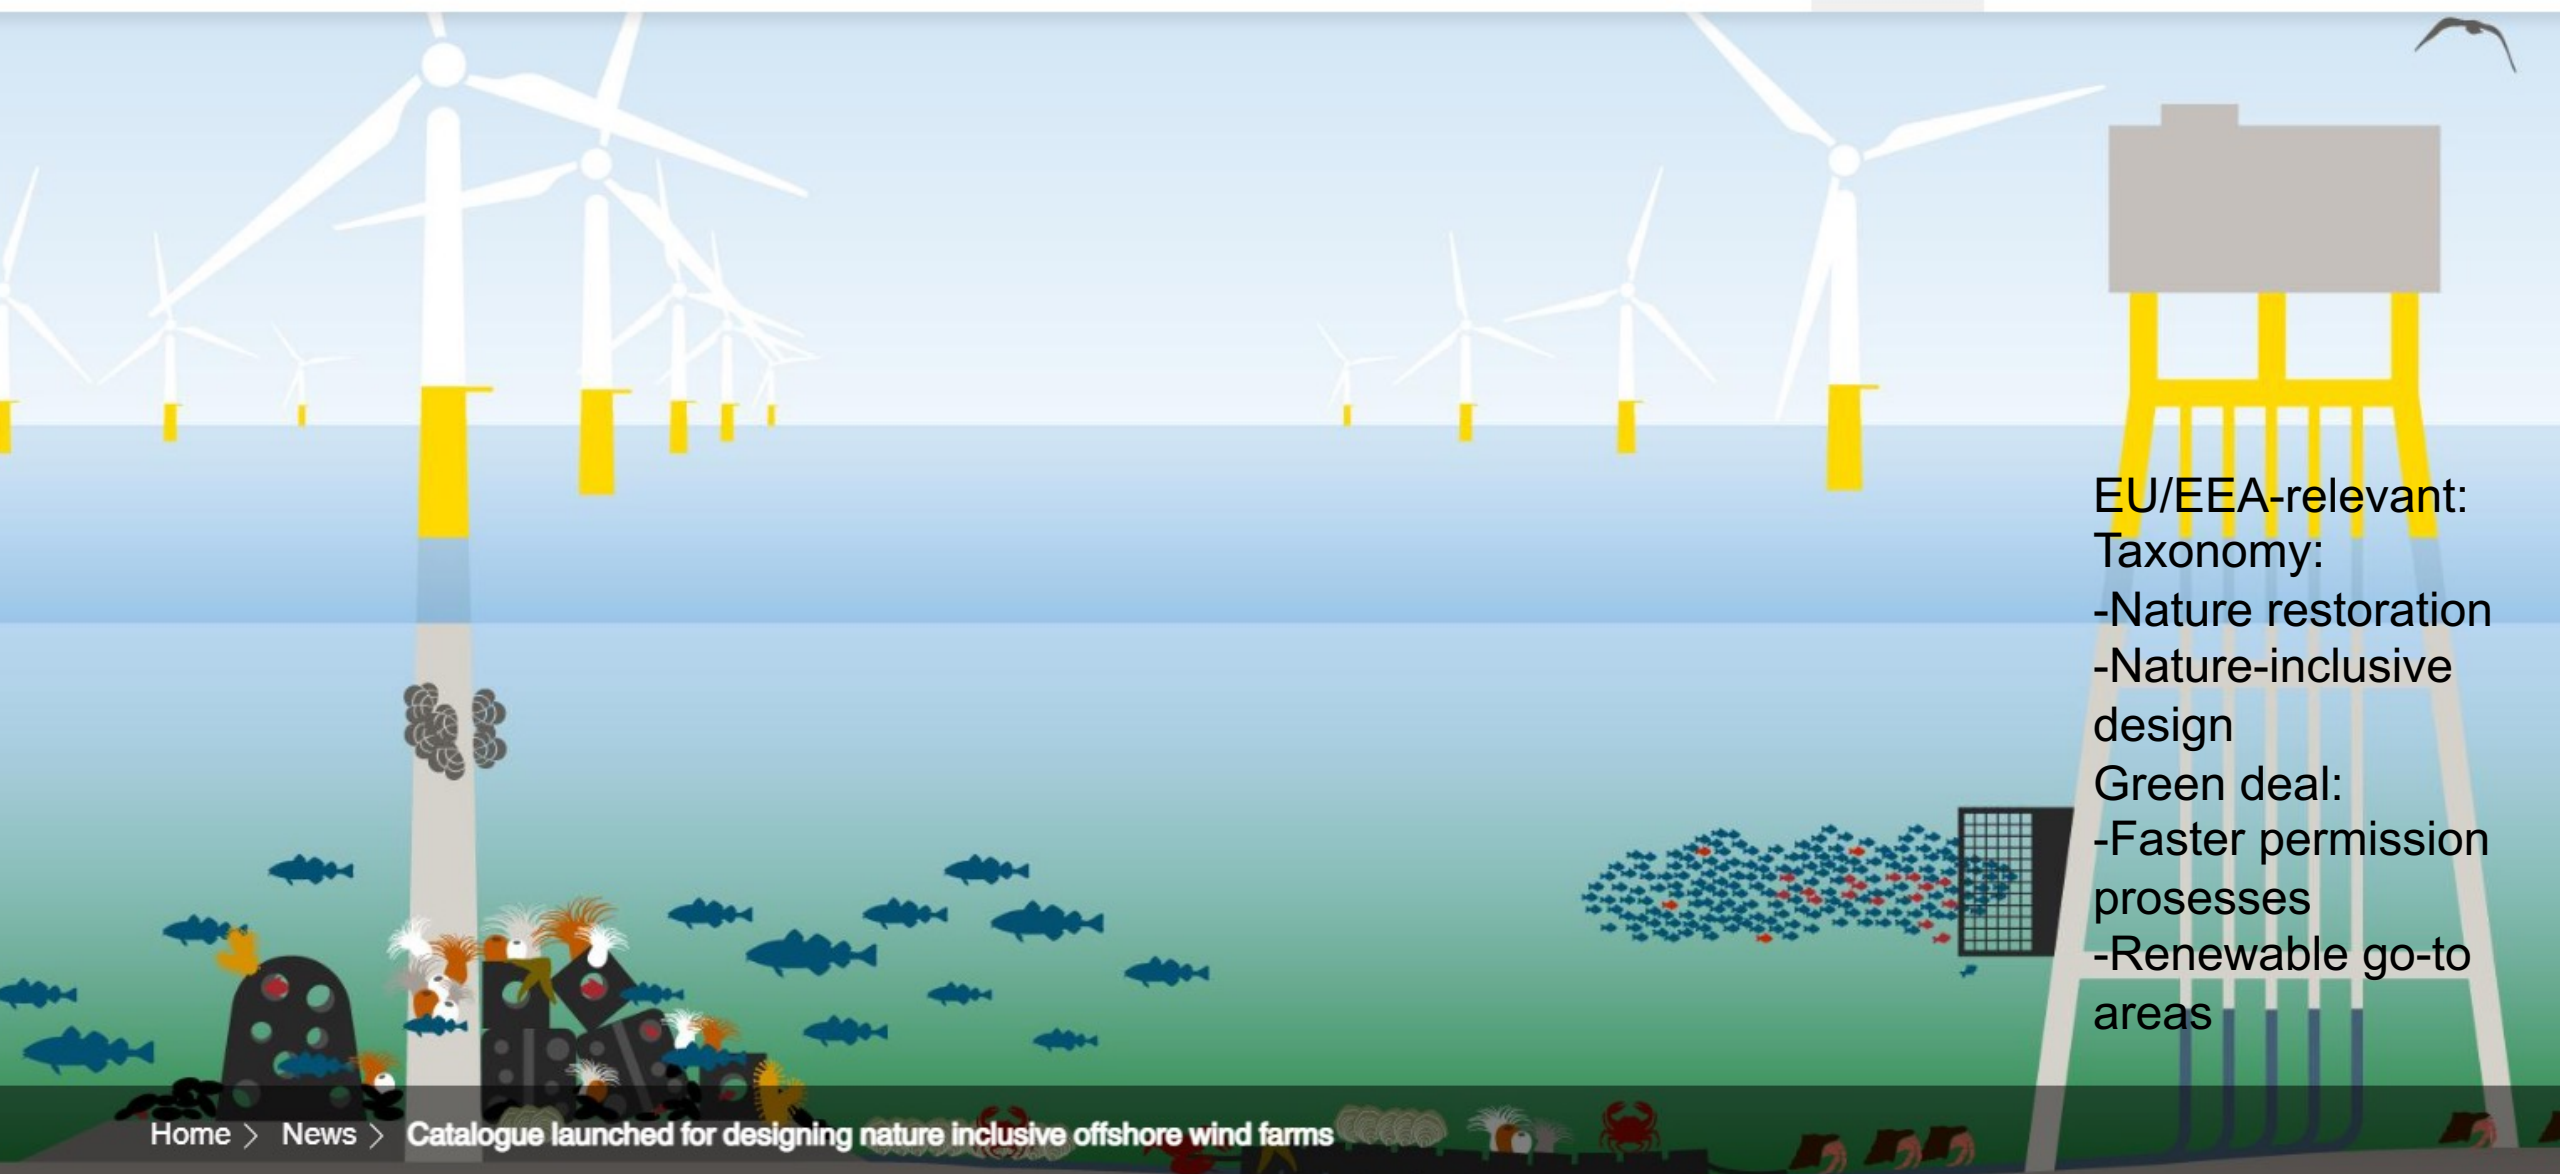 EU/EEA-relevant:
Taxonomy:
-Nature restoration
-Nature-inclusive
design
Green deal:
-Faster permission
prosesses
-Renewable go-to
areas
Home > News > Catalogue launched for designing nature inclusive offshore wind farms